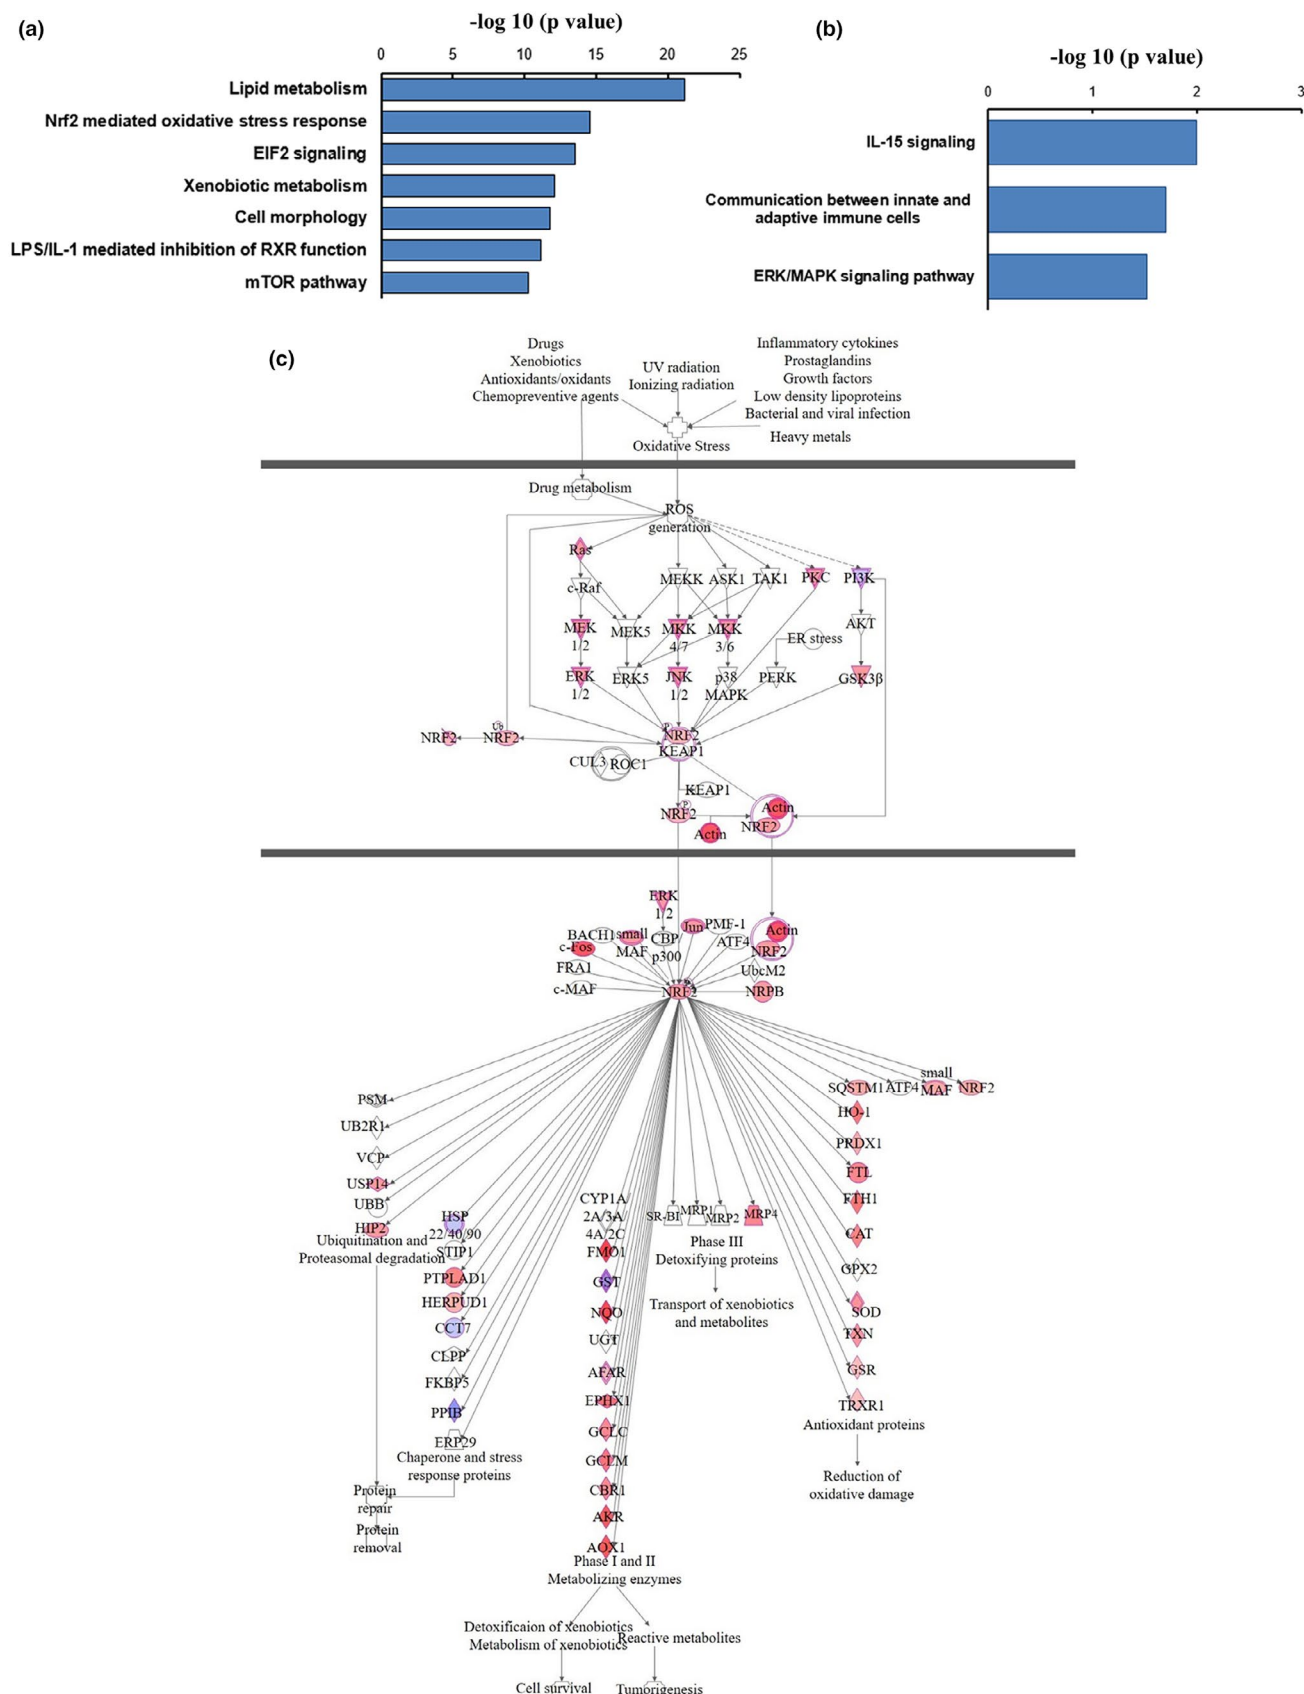 (a)
-log 10 (p value)
0 5 10 15 20 25
Lipid metabolism
Nrf2 mediated oxidative stress response
EIF2 signaling
Xenobiotic metabolism
Cell morphology
LPS/IL-1 mediated inhibition of RXR function
mTOR pathway
(b)
-log 10 (p value)
0 1 2 3
IL-15 signaling
Communication between innate and
adaptive immune cells
ERK/MAPK signaling pathway
(c)
Drugs
Xenobiotics
Antioxidants/oxidants
Chemopreventive agents
UV radiation
Ionizing radiation
Inflammatory cytokines
Prostaglandins
Growth factors
Low density lipoproteins
Bacterial and viral infection
Heavy metals
Oxidative Stress
Drug metabolism
ROS
generation
Ras
c-Raf
MEKK
ASK1
TAK1
PKC
PI3K
MEK
1/2
MEK5
MKK
4/7
MKK
3/6
ER stress
AKT
ERK
1/2
ERK5
JNK
1/2
p38
MAPK
PERK
GSK3β
NRF2
Ub
NRF2
P
NRF2
KEAP1
CUL3
ROC1
KEAP1
P
NRF2
Actin
Actin
NRF2
ERK
1/2
BACH1
small
MAF
CBP
p300
Jun
PMF-1
ATF4
Actin
NRF2
c-Fos
FRA1
c-MAF
UbcM2
NRF2
NRPB
PSM
UB2R1
VCP
USP14
UBB
HIP2
Ubiquitination and
Proteasomal degradation
HSP
22/40/90
STIP1
PTPLAD1
HERPUD1
CCT7
CLPP
FKBP5
PPIB
ERP29
Chaperone and stress
response proteins
Protein
repair
Protein
removal
CYP1A
2A/3A
4A/2C
FMO1
GST
NQO
UGT
AFAR
EPHX1
GCLC
GCLM
CBR1
AKR
AOX1
Phase I and II
Metabolizing enzymes
Detoxificaion of xenobiotics
Metabolism of xenobiotics
Reactive metabolites
Cell survival
Tumorigenesis
SR-BI
MRP1
MRP2
MRP4
Phase III
Detoxifying proteins
Transport of xenobiotics
and metabolites
SQSTM1
ATF4
small
MAF
NRF2
HO-1
PRDX1
FTL
FTH1
CAT
GPX2
SOD
TXN
GSR
TRXR1
Antioxidant proteins
Reduction of
oxidative damage